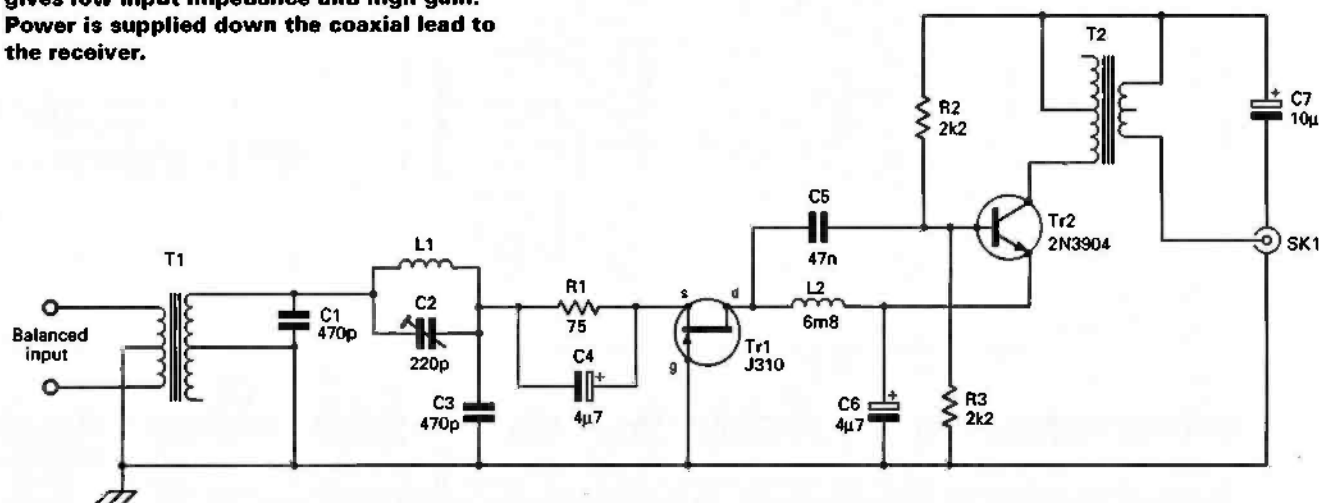 gives low input impedance and high gain.
Power is supplied down the coaxial lead to
the receiver.
T2
R2
2k2
C7
10µ
+
C5
47n
Tr2
2N3904
SK1
T1
L1
C1
470p
C2
220p
R1
75
s
d
g
L2
6m8
Tr1
J310
Balanced
input
C4
+
4µ7
C3
470p
C6
4µ7
+
R3
2k2